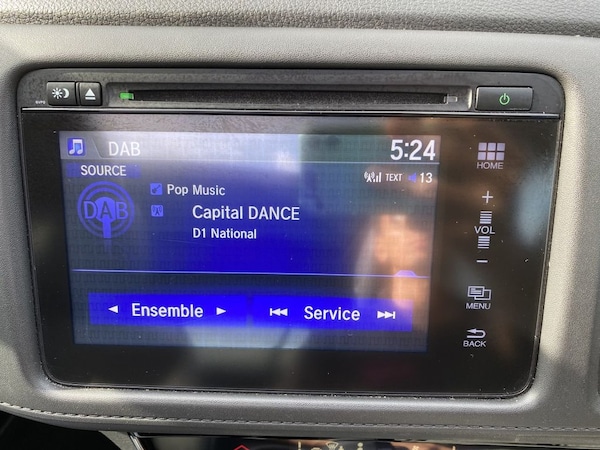 DAB
5:24
SOURCE
TEXT 13
DAB
Pop Music
Capital DANCE
D1 National
Ensemble
Service
HOME
+
VOL
−
MENU
BACK